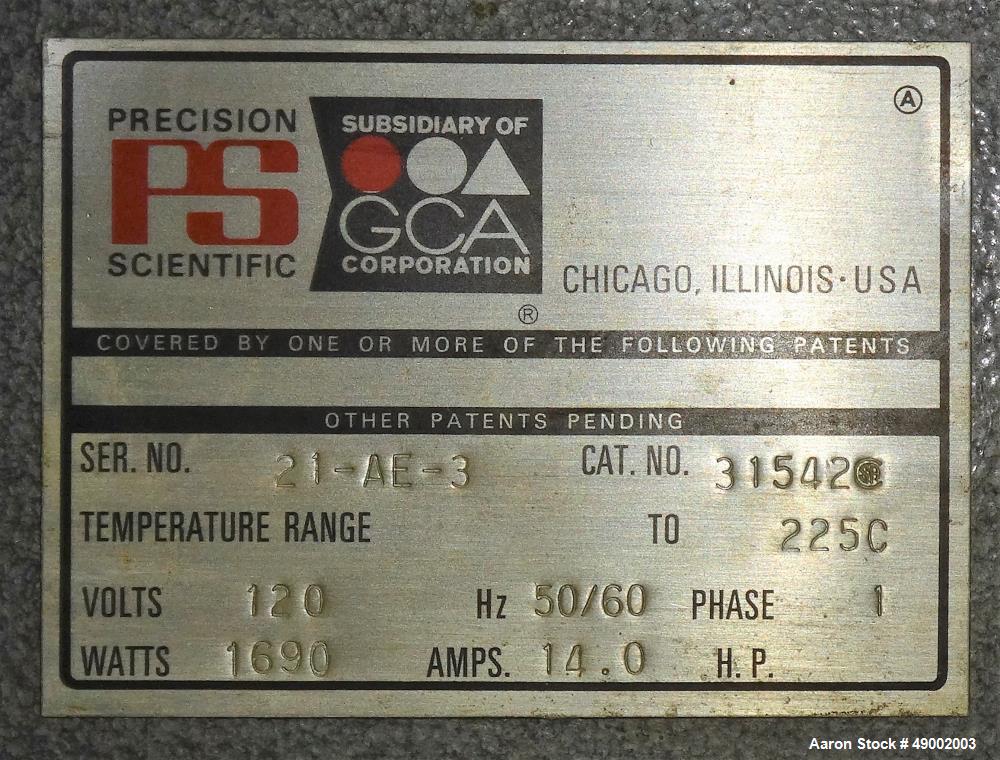 PRECISION
PS
SCIENTIFIC
SUBSIDIARY OF
GCA
CORPORATION
A
CHICAGO, ILLINOIS·USA
®
COVERED BY ONE OR MORE OF THE FOLLOWING PATENTS
OTHER PATENTS PENDING
SER. NO. 21-AE-3 CAT. NO. 31542
TEMPERATURE RANGE TO 225C
VOLTS 120 Hz 50/60 PHASE 1
WATTS 1690 AMPS. 14.0 H.P.
Aaron Stock # 49002003